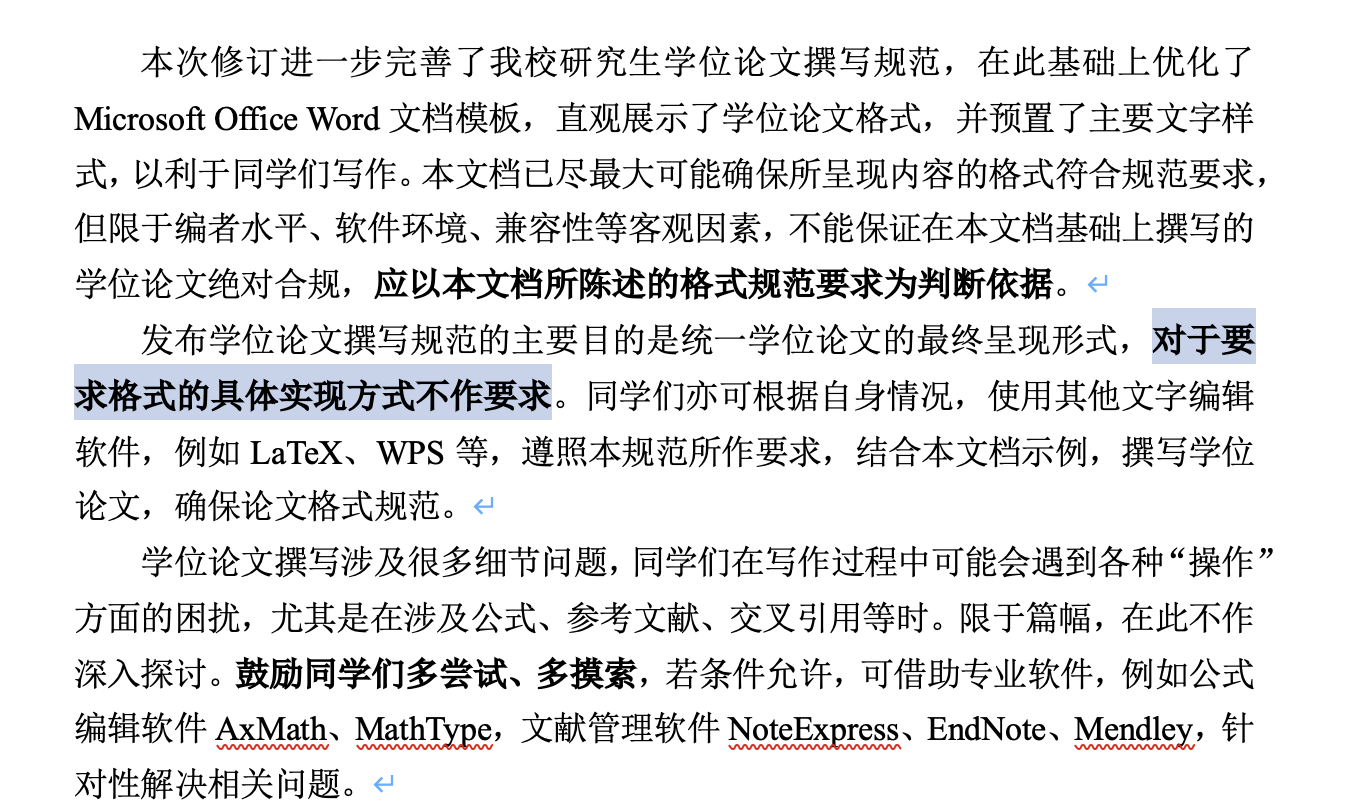 本次修订进一步完善了我校研究生学位论文撰写规范，在此基础上优化了
Microsoft Office Word 文档模板，直观展示了学位论文格式，并预置了主要文字样
式，以利于同学们写作。本文档已尽最大可能确保所呈现内容的格式符合规范要求，
但限于编者水平、软件环境、兼容性等客观因素，不能保证在本文档基础上撰写的
学位论文绝对合规，应以本文档所陈述的格式规范要求为判断依据。↵
发布学位论文撰写规范的主要目的是统一学位论文的最终呈现形式，对于要
求格式的具体实现方式不作要求。同学们亦可根据自身情况，使用其他文字编辑
软件，例如 LaTeX、WPS 等，遵照本规范所作要求，结合本文档示例，撰写学位
论文，确保论文格式规范。↵
学位论文撰写涉及很多细节问题，同学们在写作过程中可能会遇到各种“操作”
方面的困扰，尤其是在涉及公式、参考文献、交叉引用等时。限于篇幅，在此不作
深入探讨。鼓励同学们多尝试、多摸索，若条件允许，可借助专业软件，例如公式
编辑软件 AxMath、MathType，文献管理软件 NoteExpress、EndNote、Mendley，针
对性解决相关问题。↵